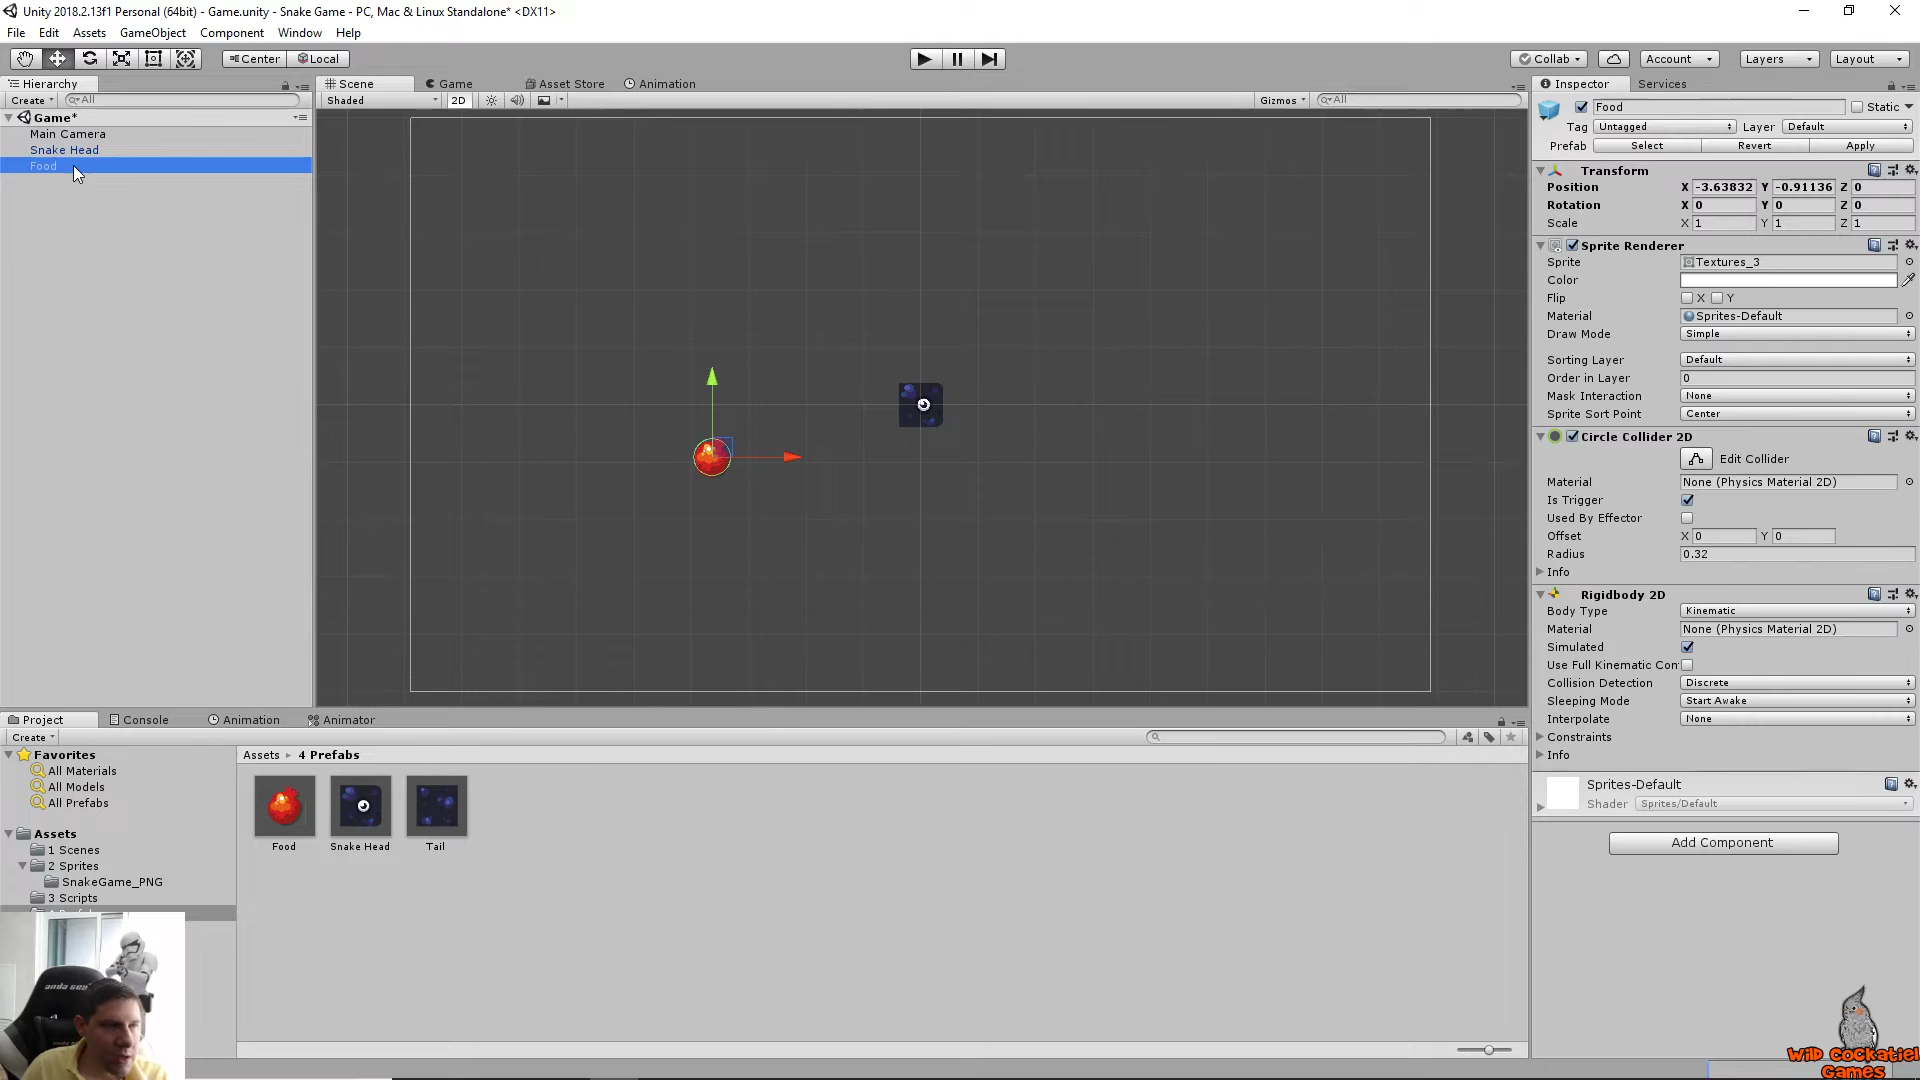 Unity 2018.2.13f1 Personal (64bit) - Game.unity - Snake Game - PC, Mac & Linux Standalone* <DX11>
File Edit Assets GameObject Component Window Help
Center Local Collab Account Layers Layout
Hierarchy
Create All
Game*
Main Camera
Snake Head
Food
Scene Game Asset Store Animation
Shaded 2D Gizmos All
Inspector Services
Food Static
Tag Untagged Layer Default
Prefab Select Revert Apply
Transform
Position X -3.63832 Y -0.91136 Z 0
Rotation X 0 Y 0 Z 0
Scale X 1 Y 1 Z 1
Sprite Renderer
Sprite Textures_3
Color
Flip X Y
Material Sprites-Default
Draw Mode Simple
Sorting Layer Default
Order in Layer 0
Mask Interaction None
Sprite Sort Point Center
Circle Collider 2D
Edit Collider
Material None (Physics Material 2D)
Is Trigger
Used By Effector
Offset X 0 Y 0
Radius 0.32
Info
Rigidbody 2D
Body Type Kinematic
Material None (Physics Material 2D)
Simulated
Use Full Kinematic Con
Collision Detection Discrete
Sleeping Mode Start Awake
Interpolate None
Constraints
Info
Sprites-Default
Shader Sprites/Default
Add Component
Project Console Animation Animator
Create
Favorites
All Materials
All Models
All Prefabs
Assets
1 Scenes
2 Sprites
SnakeGame_PNG
3 Scripts
Assets 4 Prefabs
Food Snake Head Tail
anda sea
Wild Cockatiel
Games